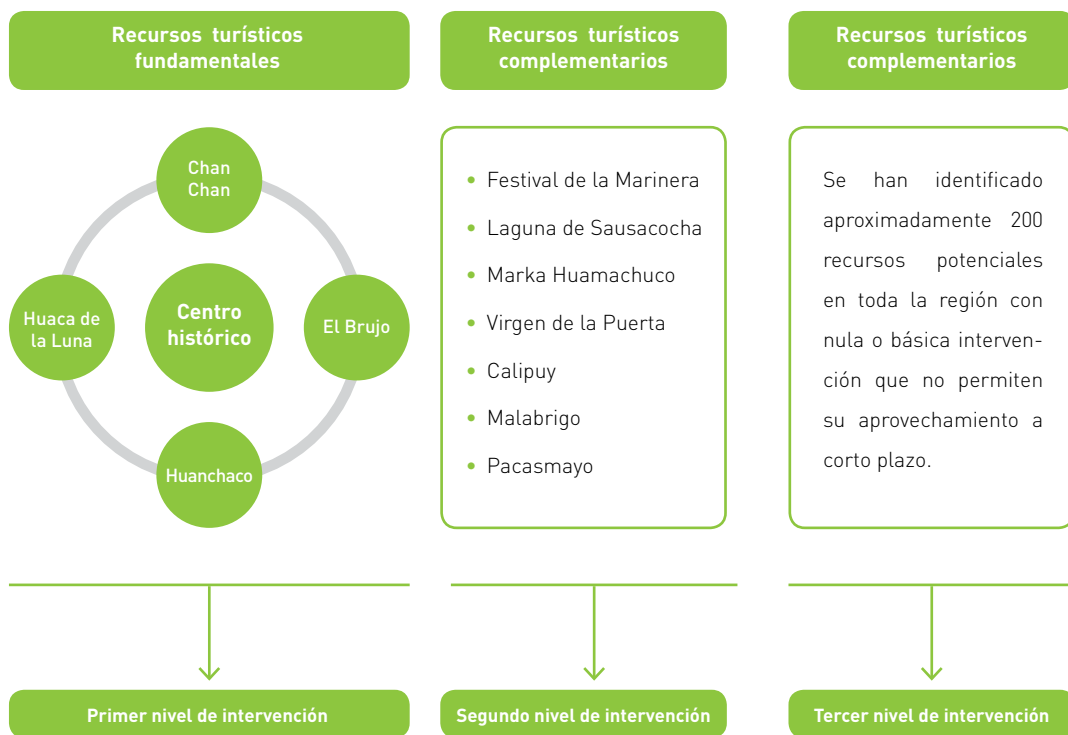 Recursos turísticos
fundamentales
Chan
Chan
Huaca de
la Luna
Centro
histórico
El Brujo
Huanchaco
Primer nivel de intervención
Recursos turísticos
complementarios
• Festival de la Marinera
• Laguna de Sausacocha
• Marka Huamachuco
• Virgen de la Puerta
• Calipuy
• Malabrigo
• Pacasmayo
Segundo nivel de intervención
Recursos turísticos
complementarios
Se han identificado
aproximadamente 200
recursos potenciales
en toda la región con
nula o básica interven-
ción que no permiten
su aprovechamiento a
corto plazo.
Tercer nivel de intervención